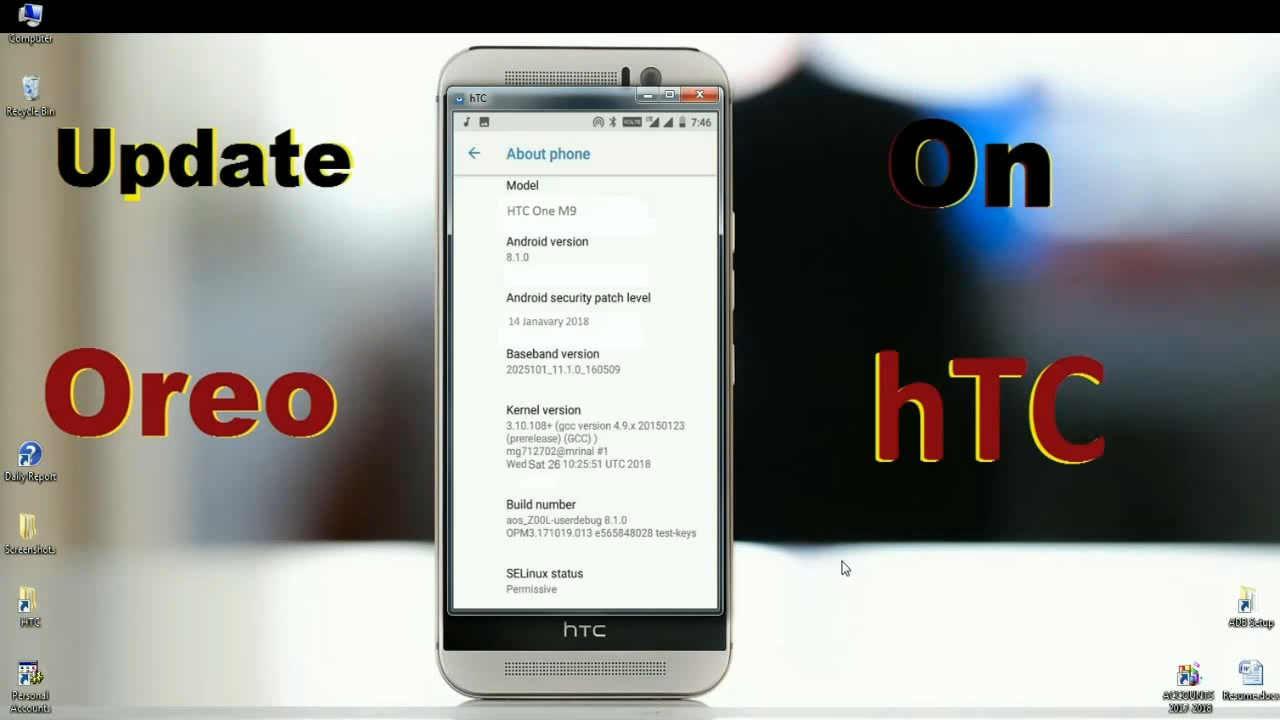 Computer
Recycle Bin
Update
Oreo
On
hTC
hTC
VoLTE
LTE
7:46
About phone
Model
HTC One M9
Android version
8.1.0
Android security patch level
14 Janavary 2018
Baseband version
2025101_11.1.0_160509
Kernel version
3.10.108+ (gcc version 4.9.x 20150123
(prerelease) (GCC) )
mg712702@mrinal #1
Wed Sat 26 10:25:51 UTC 2018
Build number
aos_Z00L-userdebug 8.1.0
OPM3.171019.013 e565848028 test-keys
SELinux status
Permissive
hTC
Daily Report
Screenshots
HTC
Personal
Accounts
ADB Setup
ACCOUNTS
2017-2018
Resume.docx